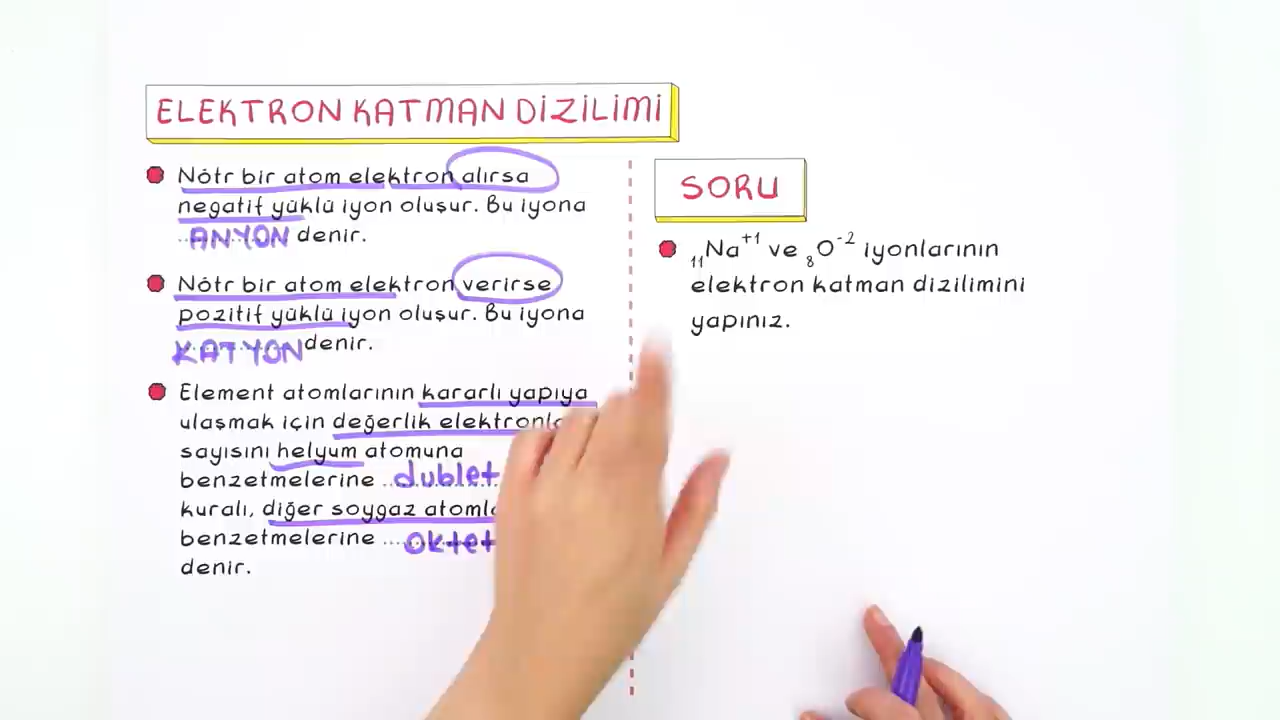 ELEKTRON KATMAN DİZİLİMİ
Nötr bir atom elektron alırsa
negatif yüklü iyon oluşur. Bu iyona
ANYON denir.
Nötr bir atom elektron verirse
pozitif yüklü iyon oluşur. Bu iyona
KATYON denir.
Element atomlarının kararlı yapıya
ulaşmak için değerlik
sayısını helyum atomuna
benzetmelerine dublet
kuralı, diğer soygaz
benzetmelerine oktet
denir.
SORU
₁₁Na⁺¹ ve ₈O⁻² iyonlarının
elektron katman dizilimini
yapınız.